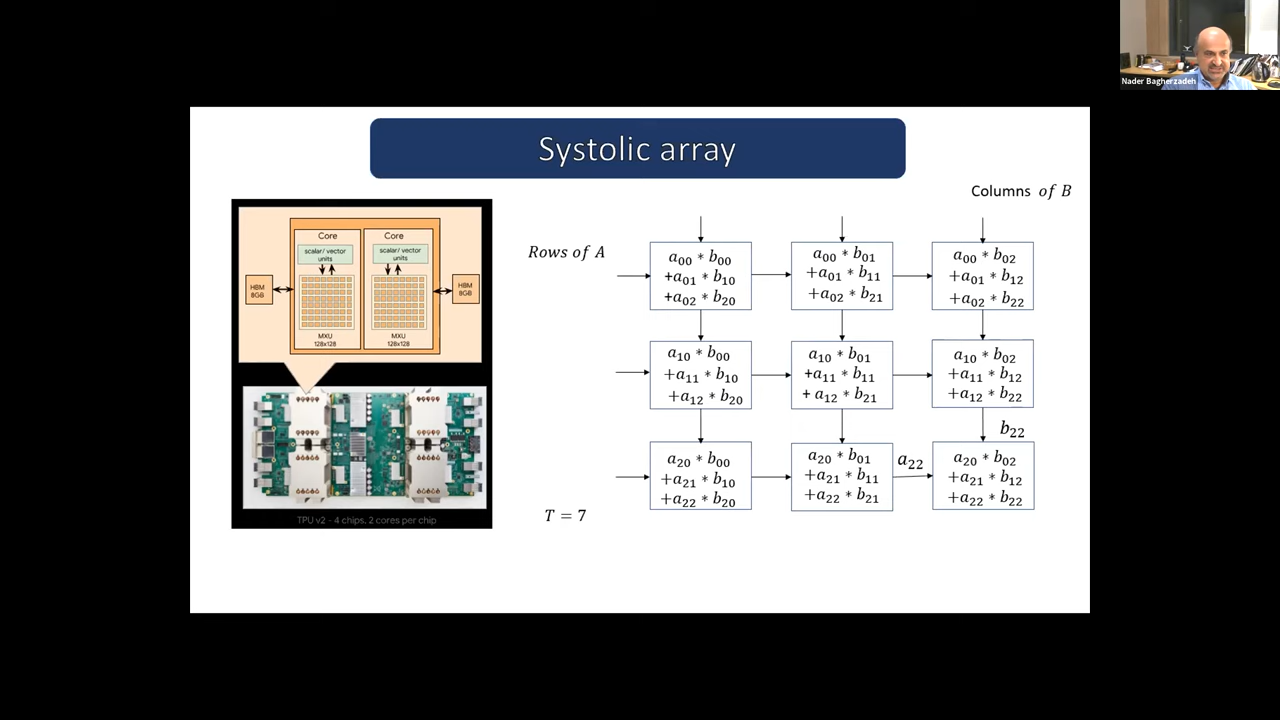 Nader Bagherzadeh
Systolic array
Columns of B
Rows of A
Core
Core
scalar/ vector
units
scalar/ vector
units
HBM
8GB
HBM
8GB
MXU
128x128
MXU
128x128
TPU v2 - 4 chips, 2 cores per chip
a₀₀ * b₀₀
+a₀₁ * b₁₀
+a₀₂ * b₂₀
a₀₀ * b₀₁
+a₀₁ * b₁₁
+a₀₂ * b₂₁
a₀₀ * b₀₂
+a₀₁ * b₁₂
+a₀₂ * b₂₂
a₁₀ * b₀₀
+a₁₁ * b₁₀
+a₁₂ * b₂₀
a₁₀ * b₀₁
+a₁₁ * b₁₁
+ a₁₂ * b₂₁
a₁₀ * b₀₂
+a₁₁ * b₁₂
+a₁₂ * b₂₂
b₂₂
a₂₀ * b₀₀
+a₂₁ * b₁₀
+a₂₂ * b₂₀
a₂₀ * b₀₁
+a₂₁ * b₁₁
+a₂₂ * b₂₁
a₂₂
a₂₀ * b₀₂
+a₂₁ * b₁₂
+a₂₂ * b₂₂
T = 7